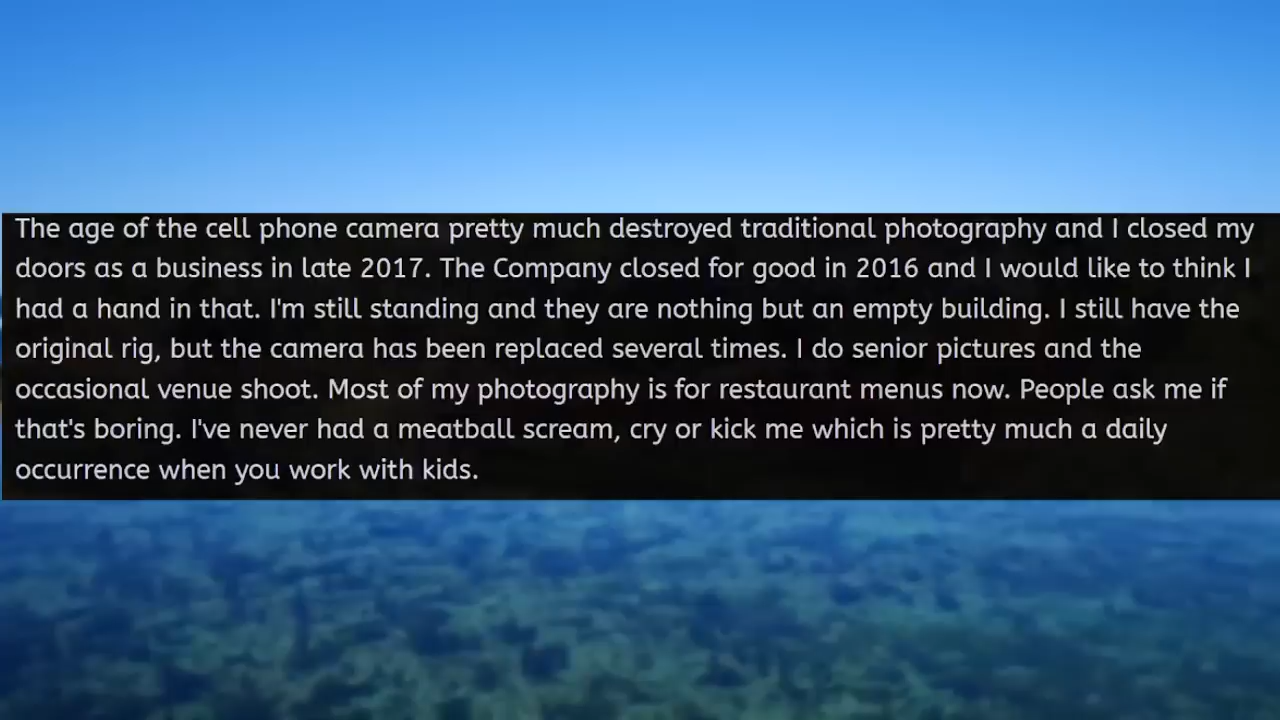 The age of the cell phone camera pretty much destroyed traditional photography and I closed my
doors as a business in late 2017. The Company closed for good in 2016 and I would like to think I
had a hand in that. I'm still standing and they are nothing but an empty building. I still have the
original rig, but the camera has been replaced several times. I do senior pictures and the
occasional venue shoot. Most of my photography is for restaurant menus now. People ask me if
that's boring. I've never had a meatball scream, cry or kick me which is pretty much a daily
occurrence when you work with kids.